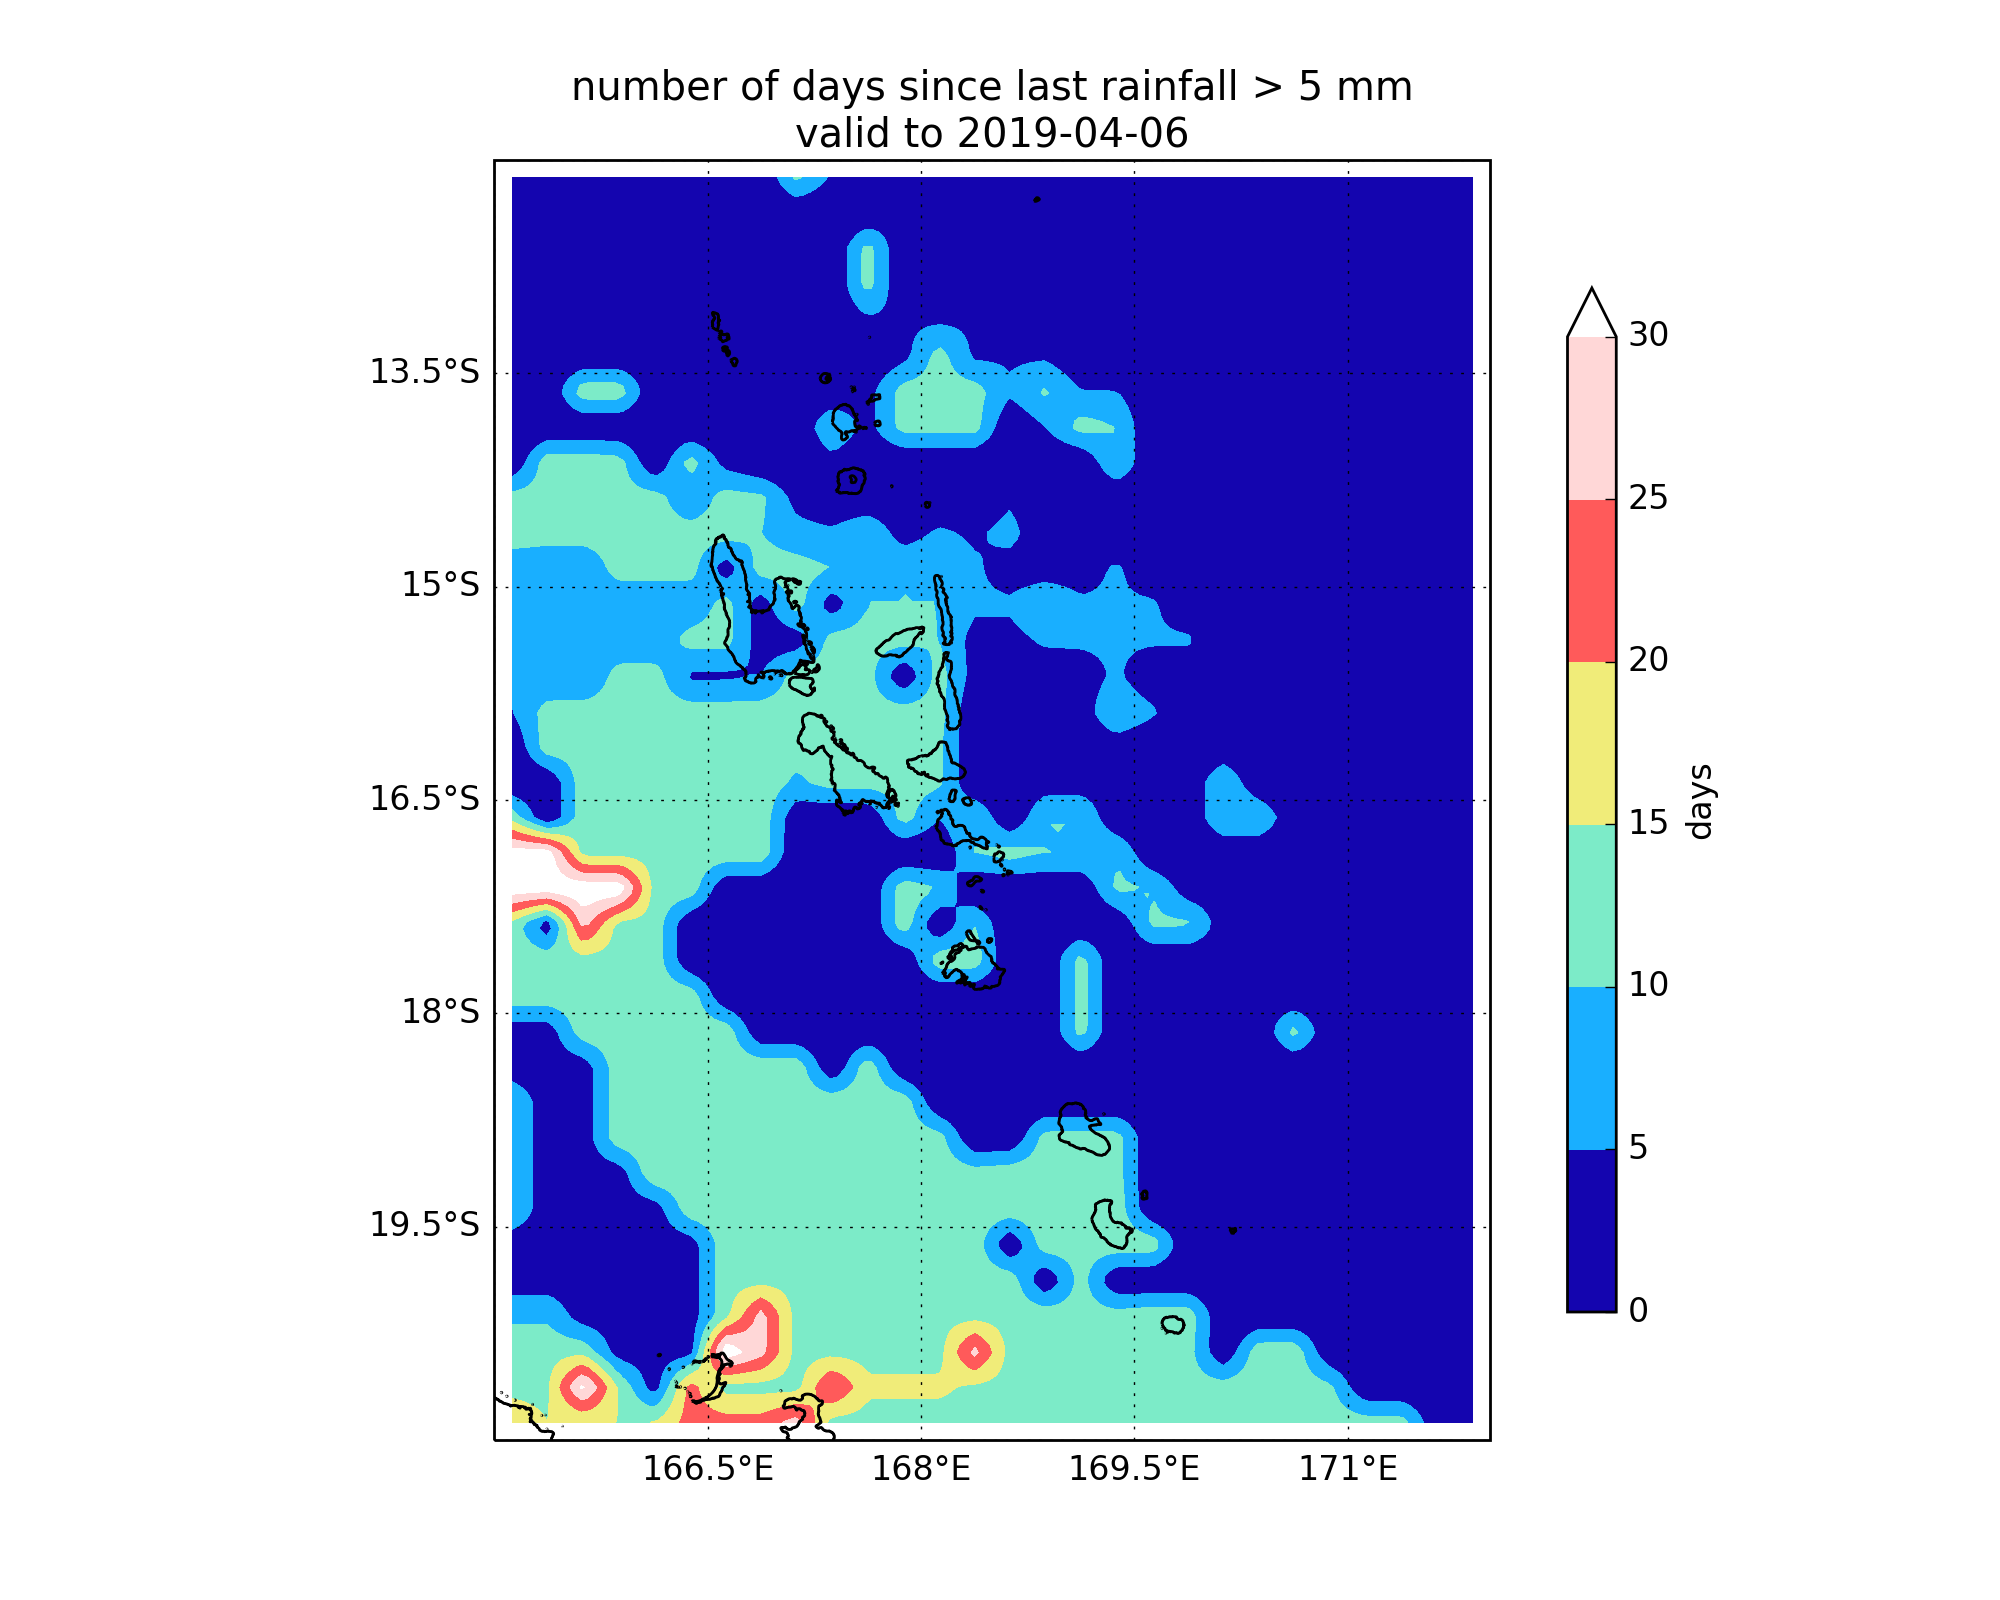 number of days since last rainfall > 5 mm
valid to 2019-04-06
13.5°S
15°S
16.5°S
18°S
19.5°S
166.5°E
168°E
169.5°E
171°E
30
25
20
15
10
5
0
days